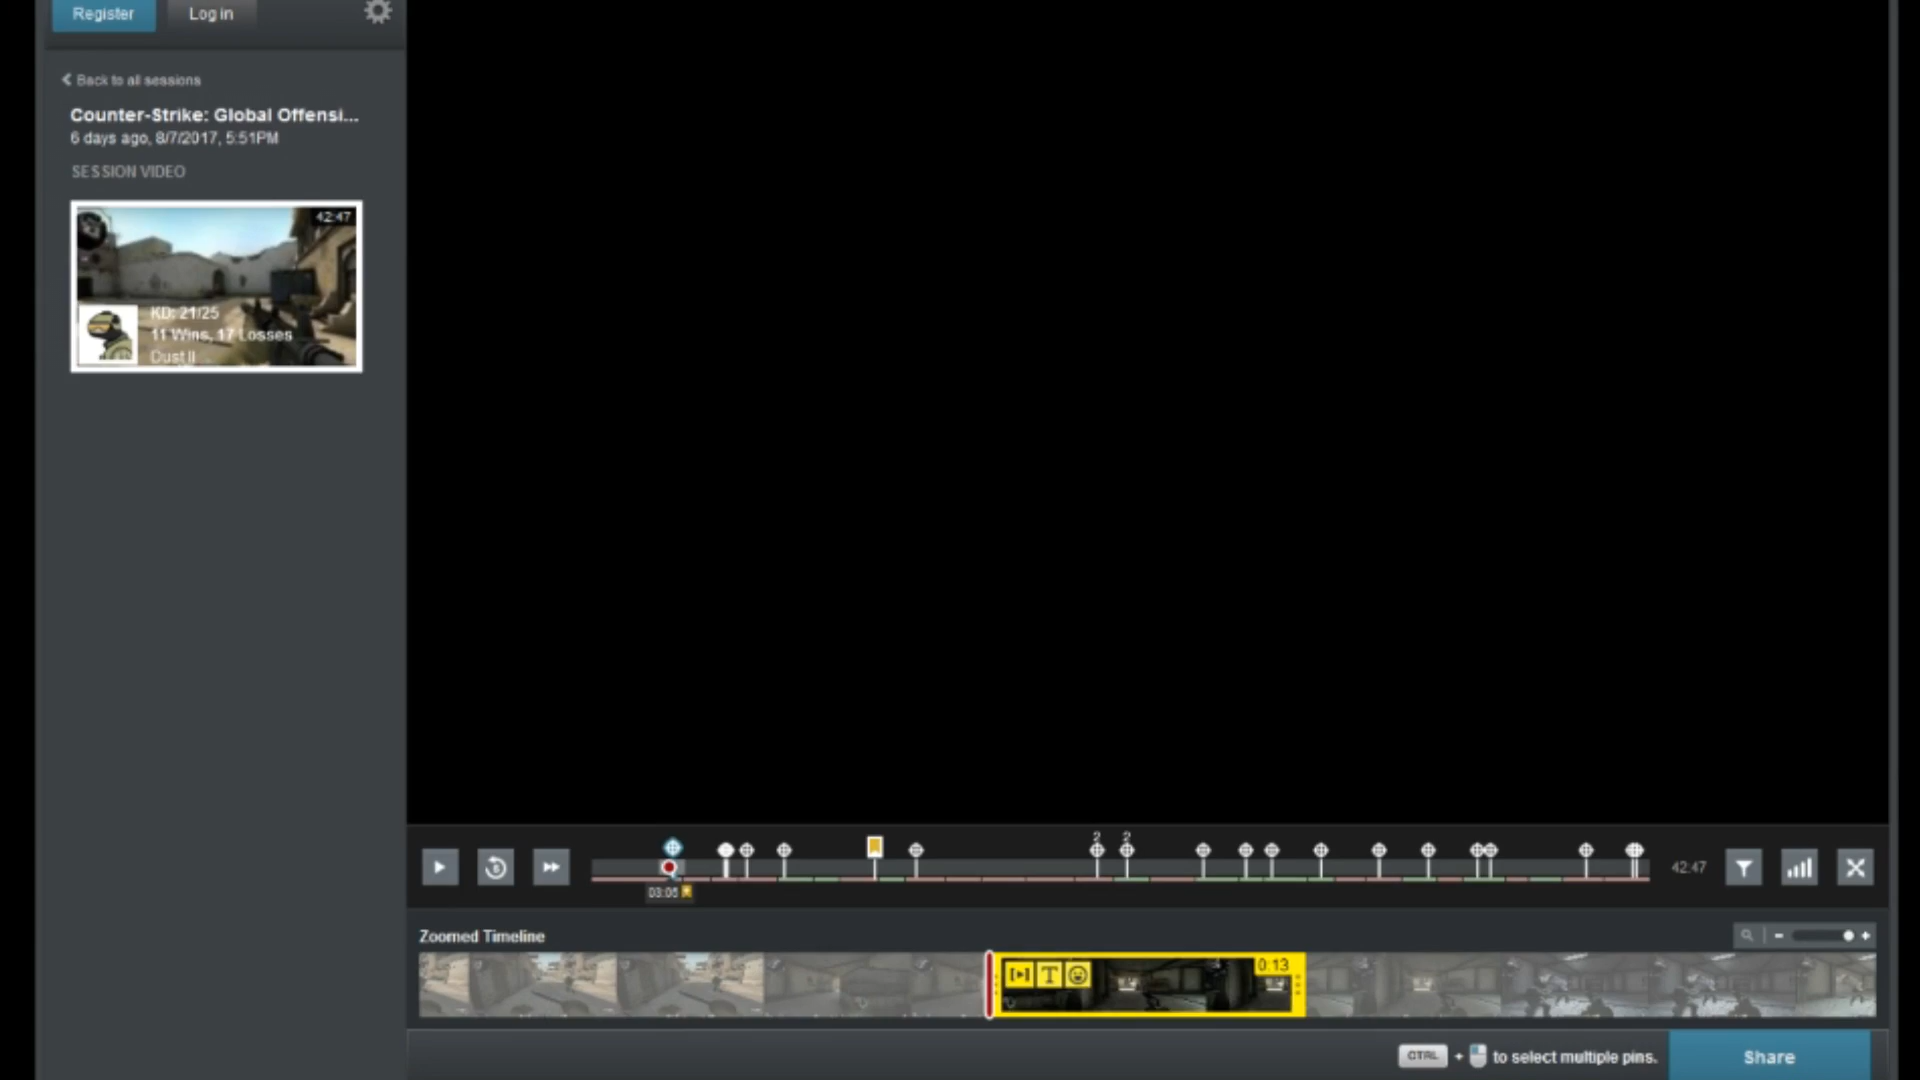 Register
Log in
Back to all sessions
Counter-Strike: Global Offensi...
6 days ago, 8/7/2017, 5:51PM
SESSION VIDEO
42:47
KD: 21/25
11 Wins, 17 Losses
Dust II
2 2
5
42:47
03:05
Zoomed Timeline
- +
T
0:13
CTRL + to select multiple pins.
Share